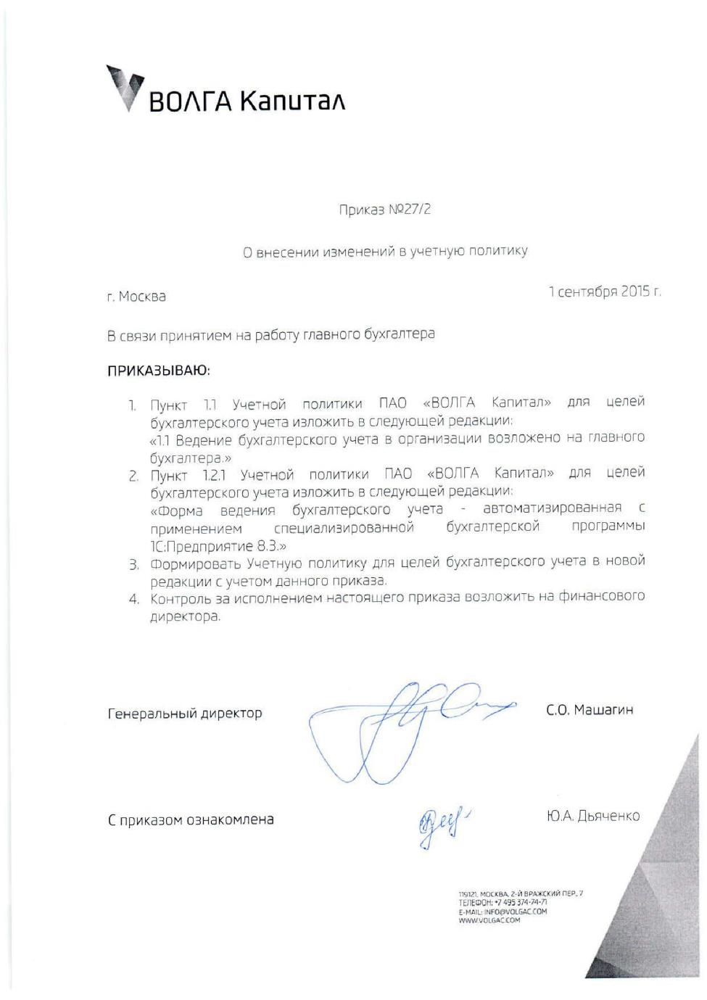 ВОЛГА Капитал
Приказ №27/2
О внесении изменений в учетную политику
г. Москва
1 сентября 2015 г.
В связи принятием на работу главного бухгалтера
ПРИКАЗЫВАЮ:
1. Пункт 1.1 Учетной политики ПАО «ВОЛГА Капитал» для целей
бухгалтерского учета изложить в следующей редакции:
«1.1 Ведение бухгалтерского учета в организации возложено на главного
бухгалтера.»
2. Пункт 1.2.1 Учетной политики ПАО «ВОЛГА Капитал» для целей
бухгалтерского учета изложить в следующей редакции:
«Форма ведения бухгалтерского учета - автоматизированная с
применением специализированной бухгалтерской программы
1С:Предприятие 8.3.»
3. Формировать Учетную политику для целей бухгалтерского учета в новой
редакции с учетом данного приказа.
4. Контроль за исполнением настоящего приказа возложить на финансового
директора.
Генеральный директор
С.О. Машагин
С приказом ознакомлена
Ю.А. Дьяченко
119121, МОСКВА, 2-Й ВРАЖСКИЙ ПЕР., 7
ТЕЛЕФОН: +7 495 374-74-71
E-MAIL: INFO@VOLGAC.COM
WWW.VOLGAC.COM